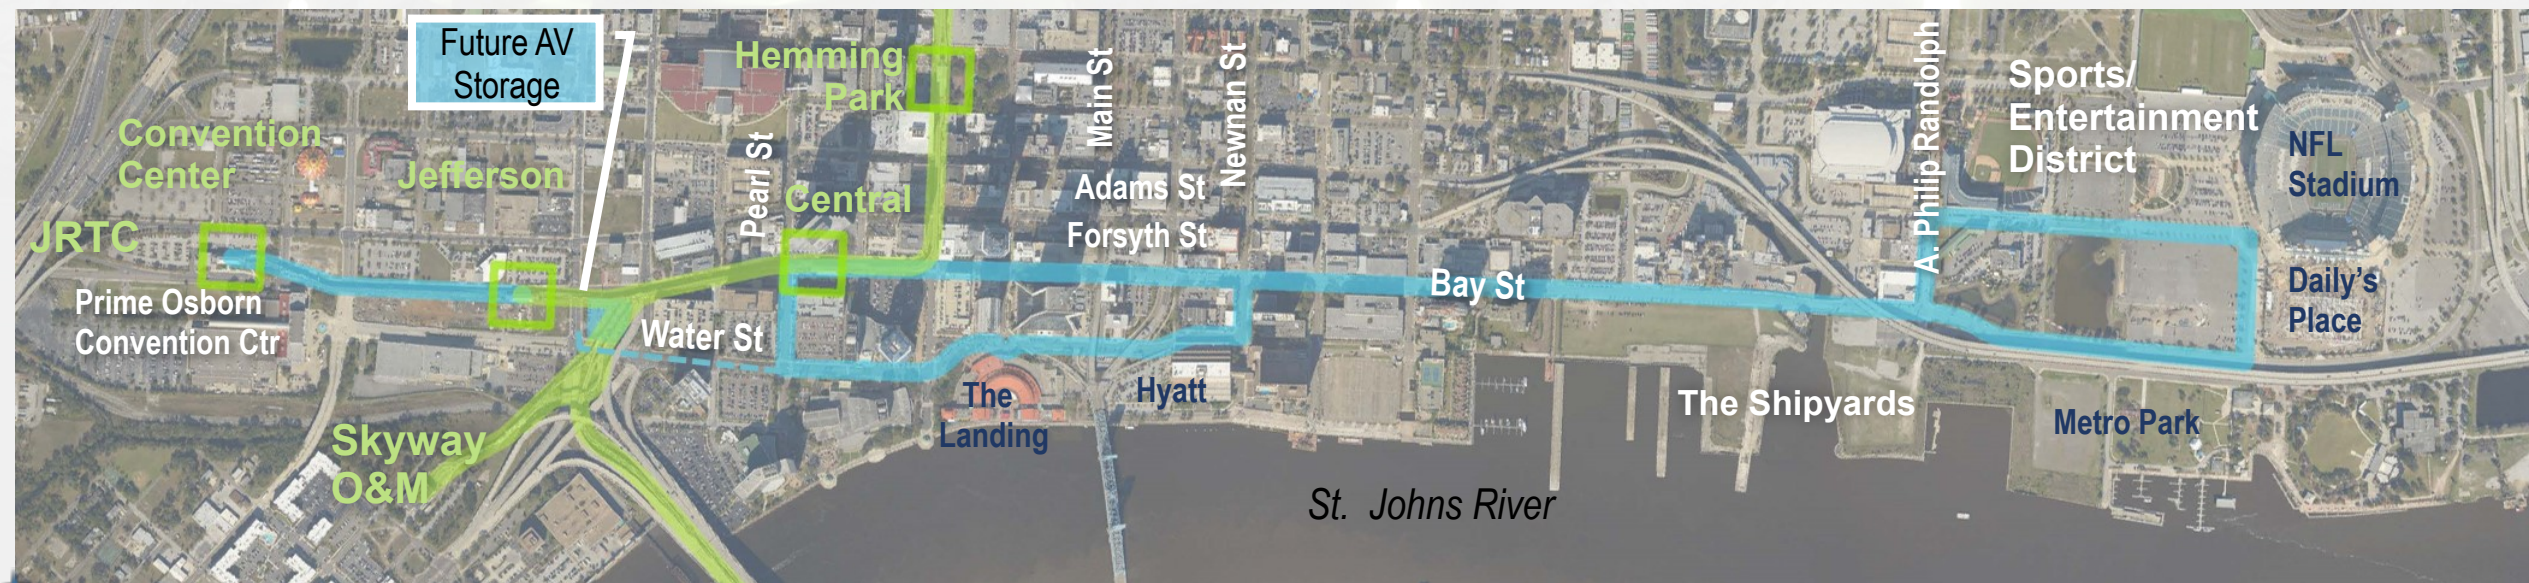 Future AV
Storage
Hemming
Park
Convention
Center
Jefferson
JRTC
Prime Osborn
Convention Ctr
Pearl St
Central
Water St
Skyway
O&M
Main St
Newnan St
Adams St
Forsyth St
Bay St
The
Landing
Hyatt
St. Johns River
The Shipyards
A. Philip Randolph
Sports/
Entertainment
District
NFL
Stadium
Daily's
Place
Metro Park